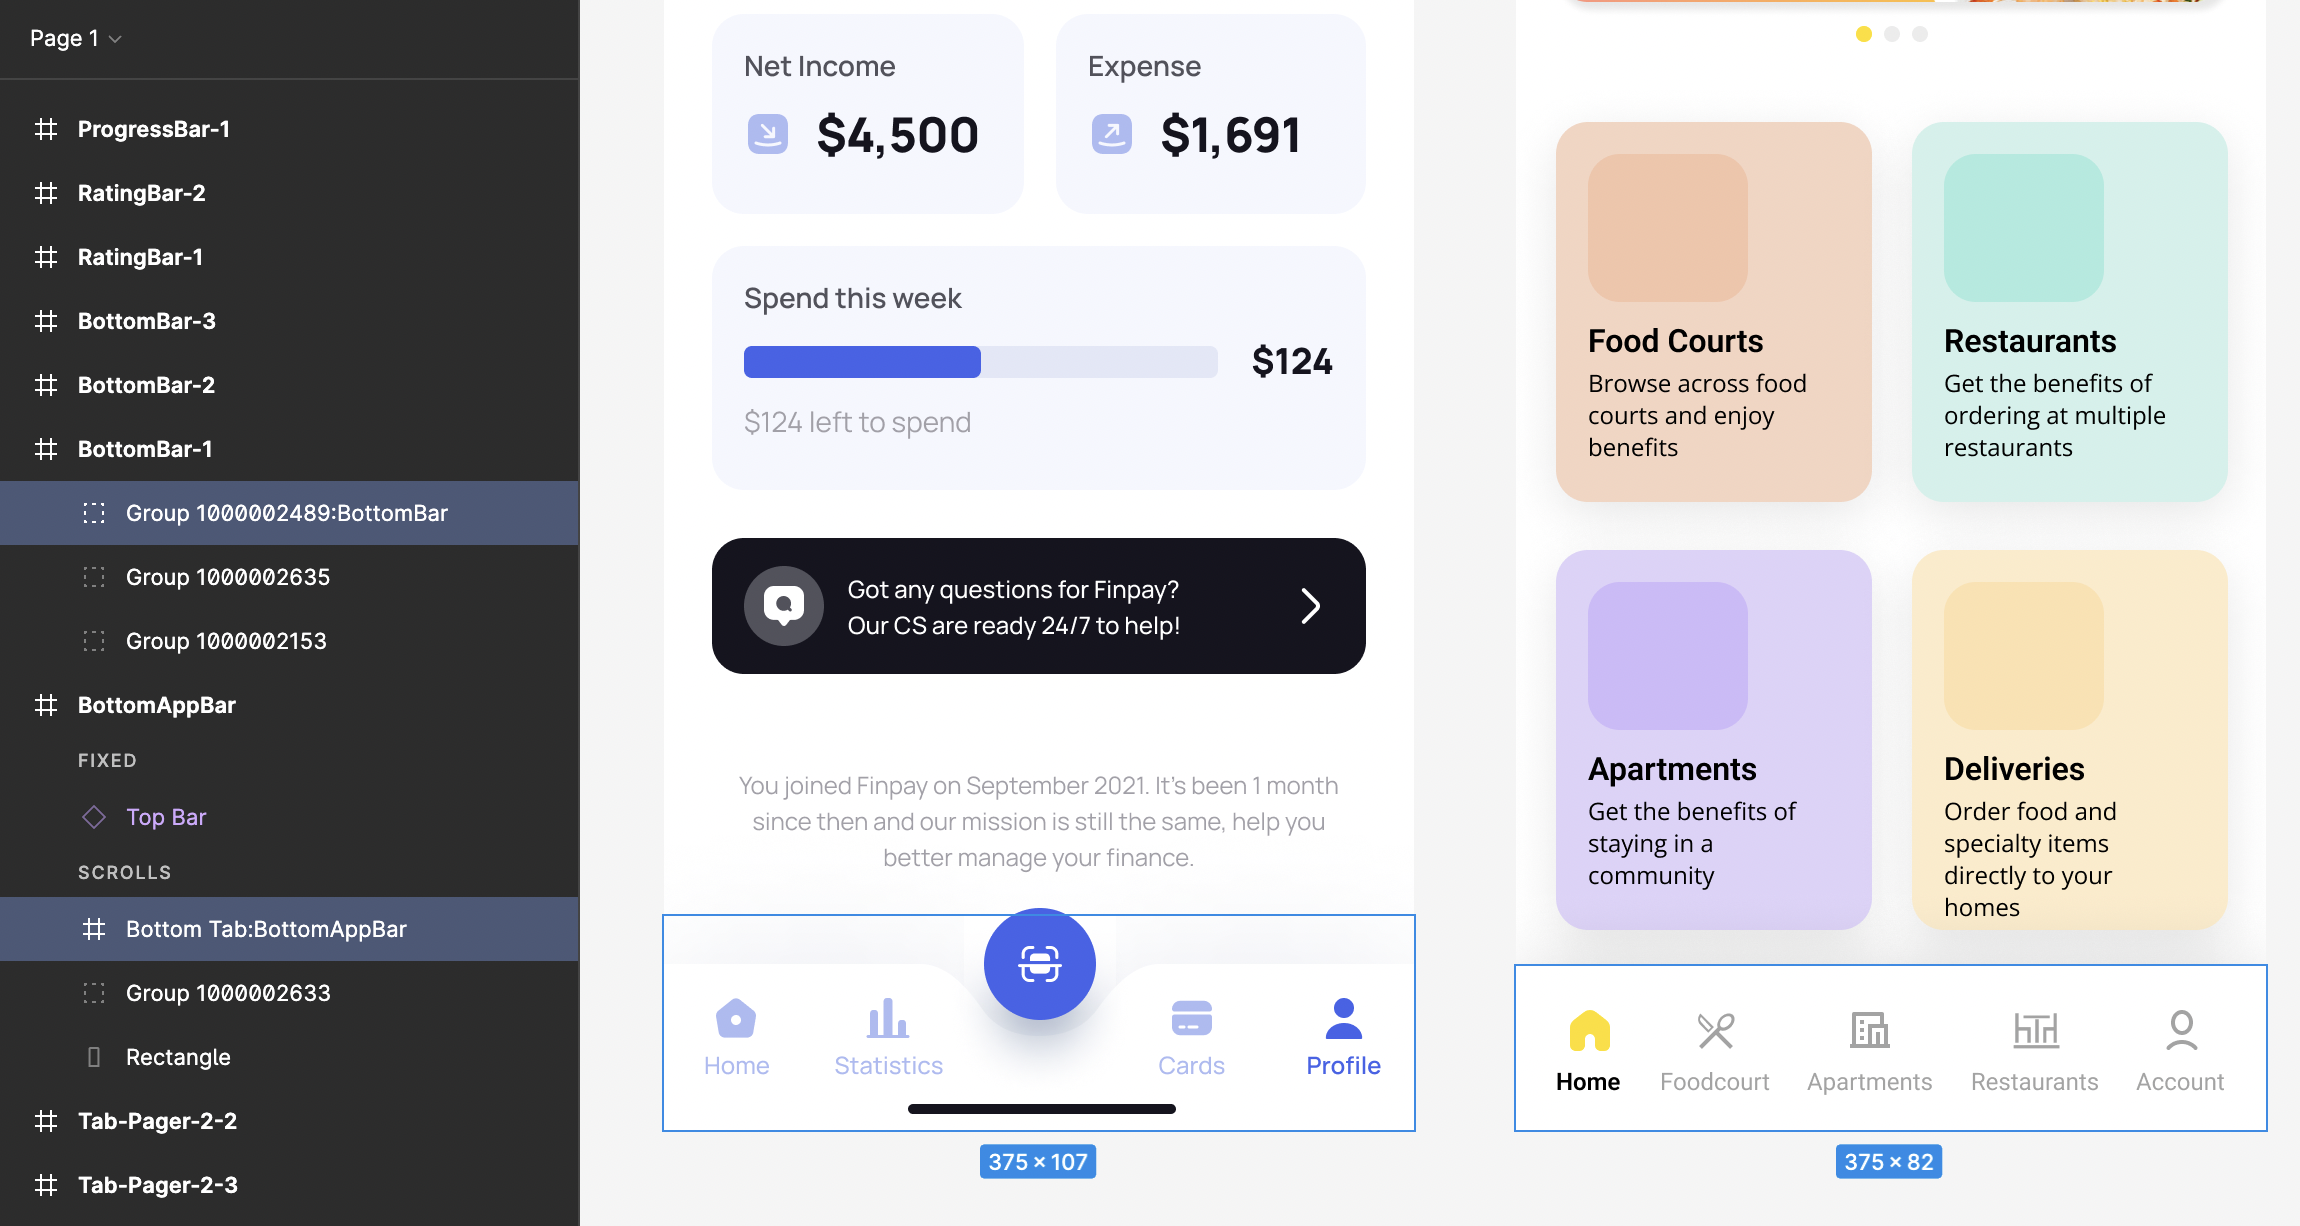 Page 1
ProgressBar-1
RatingBar-2
RatingBar-1
BottomBar-3
BottomBar-2
BottomBar-1
Group 1000002489:BottomBar
Group 1000002635
Group 1000002153
BottomAppBar
FIXED
Top Bar
SCROLLS
Bottom Tab:BottomAppBar
Group 1000002633
Rectangle
Tab-Pager-2-2
Tab-Pager-2-3
Net Income
$4,500
Expense
$1,691
Spend this week
$124
$124 left to spend
Got any questions for Finpay?
Our CS are ready 24/7 to help!
You joined Finpay on September 2021. It's been 1 month
since then and our mission is still the same, help you
better manage your finance.
Home
Statistics
Cards
Profile
375 × 107
Food Courts
Browse across food
courts and enjoy
benefits
Restaurants
Get the benefits of
ordering at multiple
restaurants
Apartments
Get the benefits of
staying in a
community
Deliveries
Order food and
specialty items
directly to your
homes
Home
Foodcourt
Apartments
Restaurants
Account
375 × 82